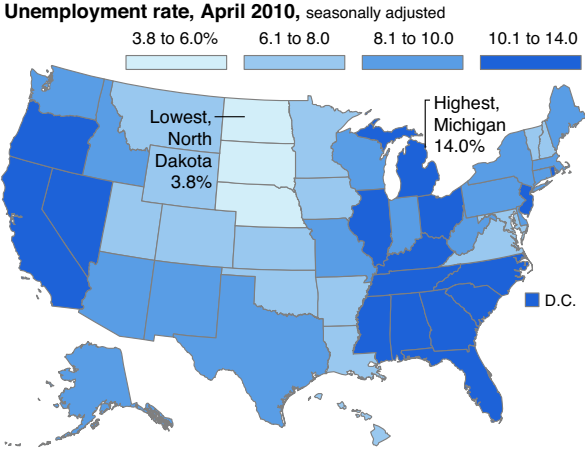 Unemployment rate, April 2010, seasonally adjusted
3.8 to 6.0% 6.1 to 8.0 8.1 to 10.0 10.1 to 14.0
Lowest,
North
Dakota
3.8%
Highest,
Michigan
14.0%
D.C.